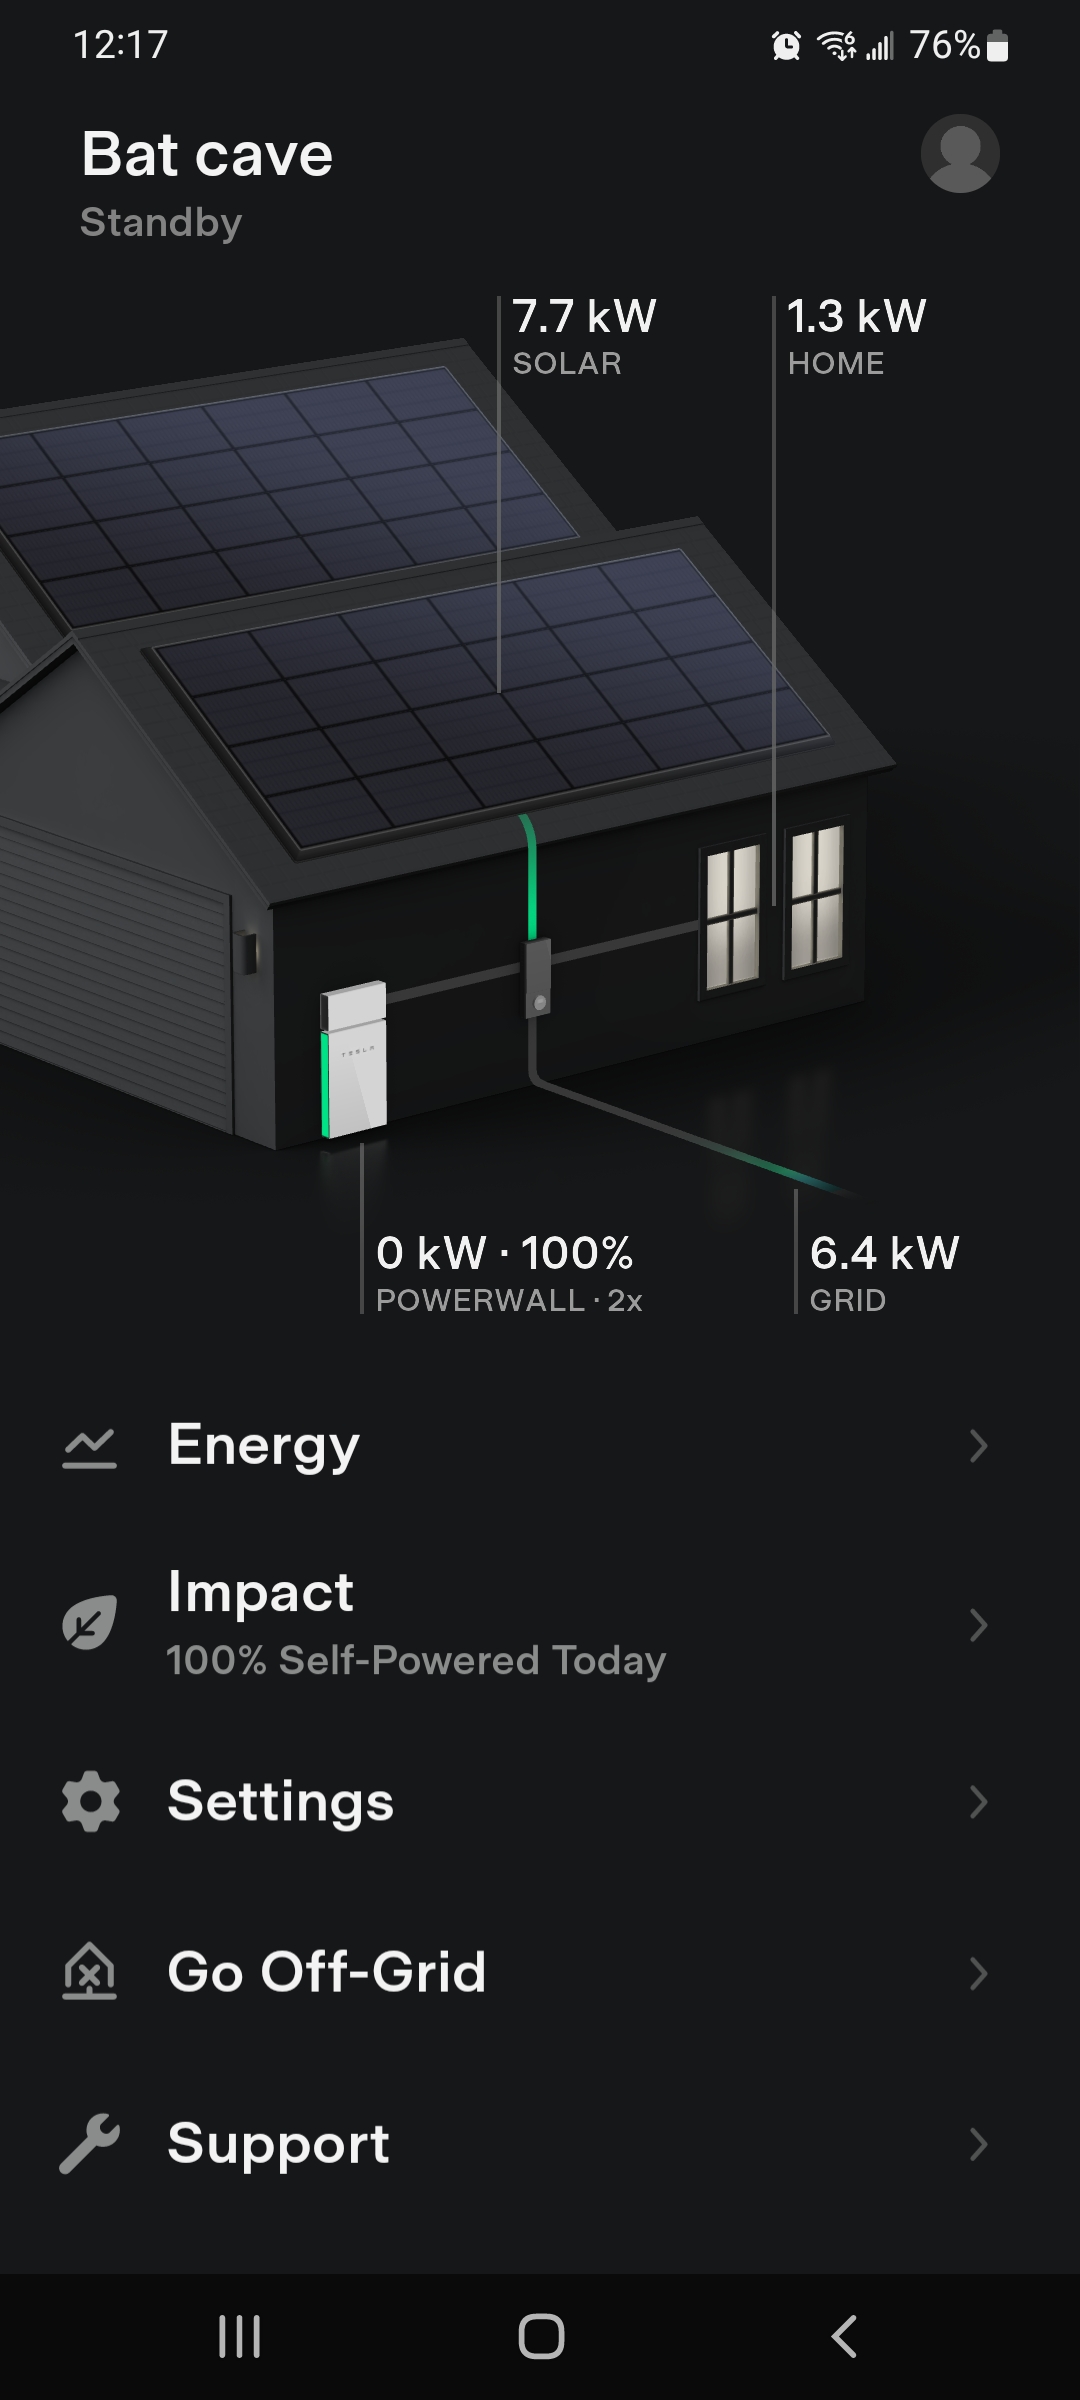 12:17
6
76%
Bat cave
Standby
7.7 kW
SOLAR
1.3 kW
HOME
TESLA
0 kW · 100%
POWERWALL · 2x
6.4 kW
GRID
Energy
Impact
100% Self-Powered Today
Settings
Go Off-Grid
Support